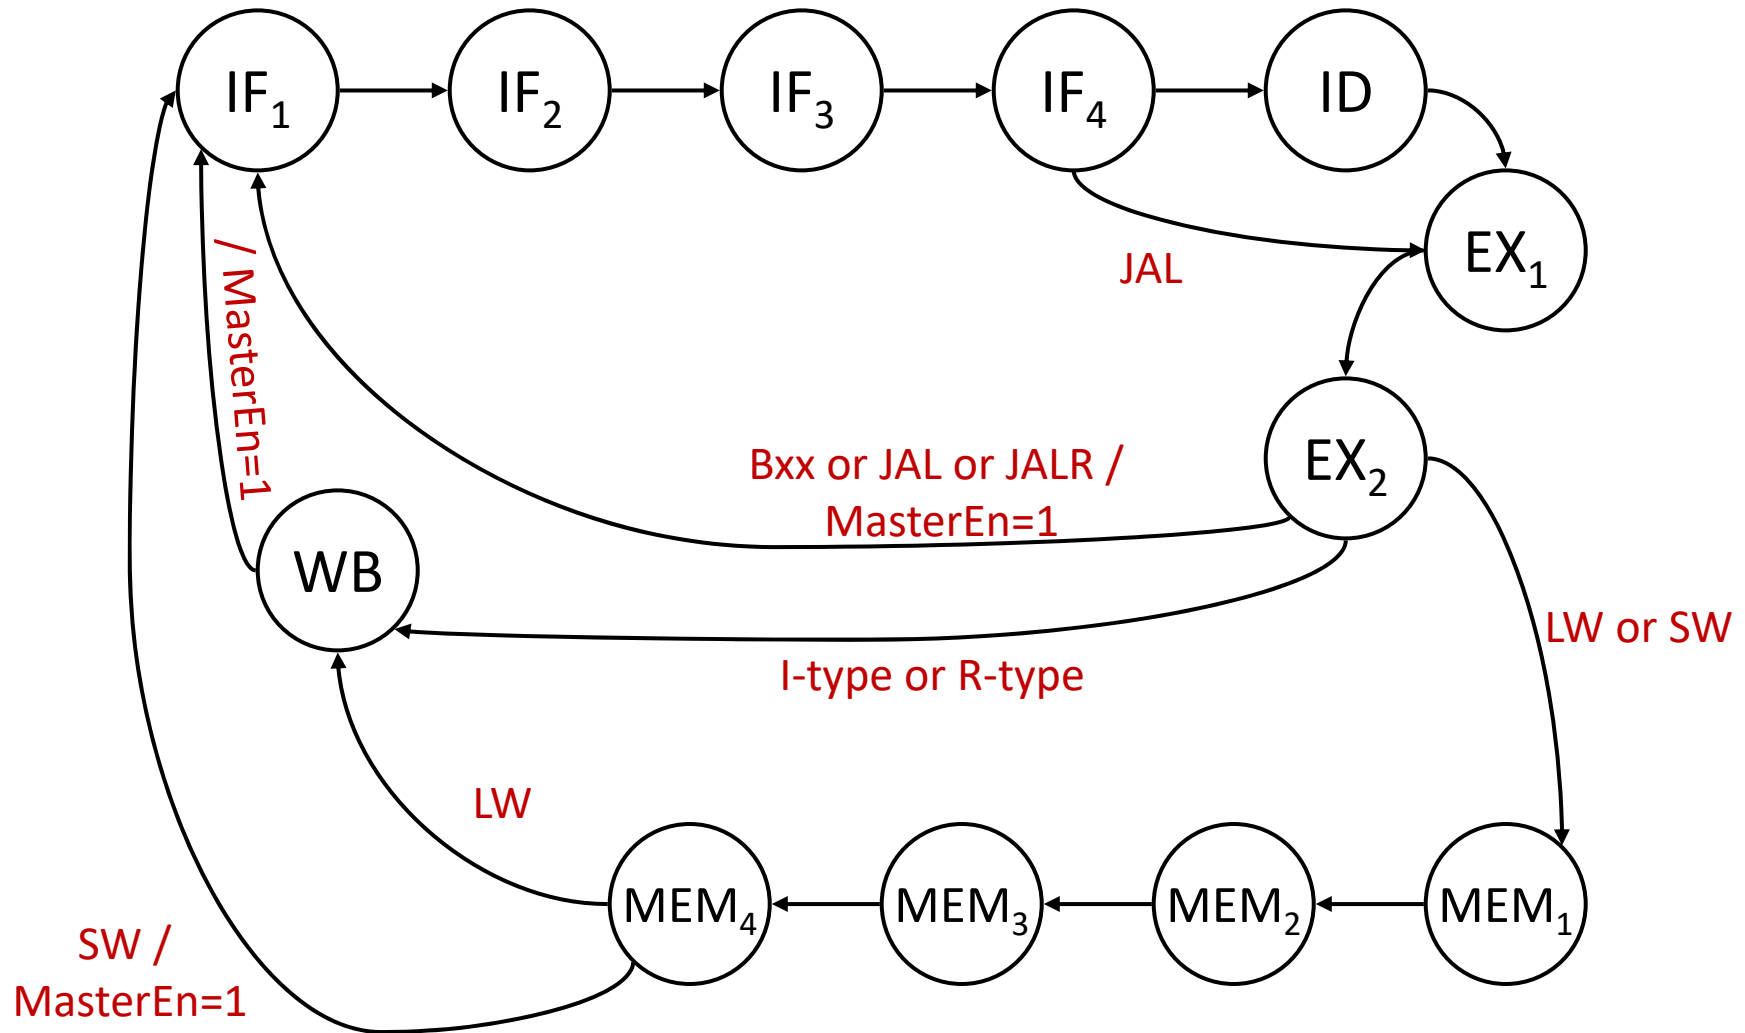 IF₁
IF₂
IF₃
IF₄
ID
EX₁
JAL
/ MasterEn=1
EX₂
Bxx or JAL or JALR /
MasterEn=1
WB
LW or SW
I-type or R-type
LW
MEM₄
MEM₃
MEM₂
MEM₁
SW /
MasterEn=1